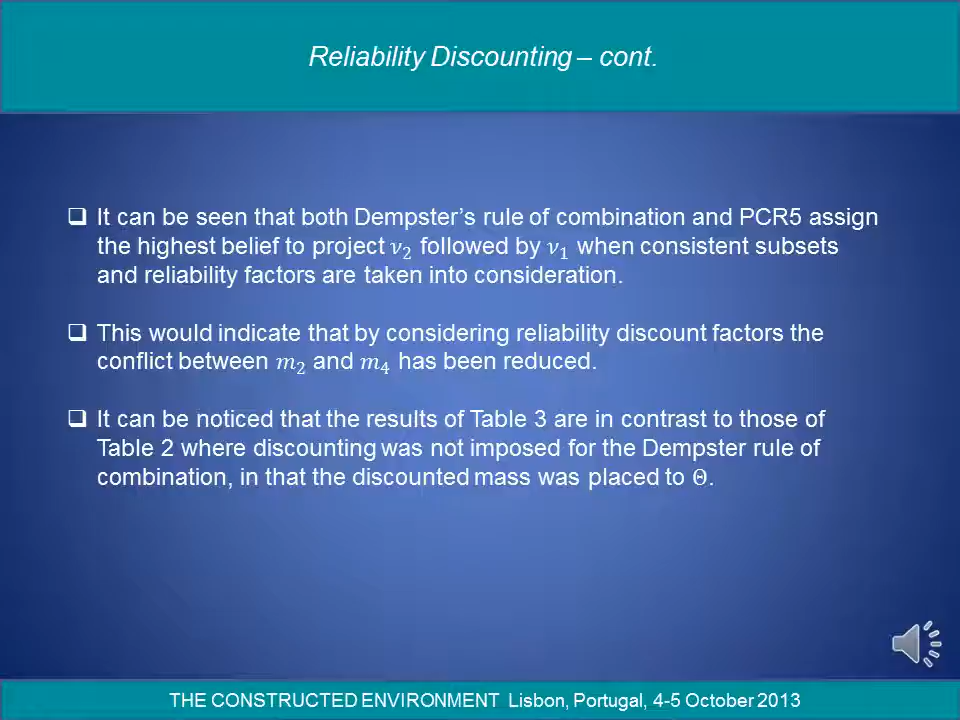 Reliability Discounting – cont.
❑ It can be seen that both Dempster’s rule of combination and PCR5 assign
the highest belief to project 𝜈₂ followed by 𝜈₁ when consistent subsets
and reliability factors are taken into consideration.
❑ This would indicate that by considering reliability discount factors the
conflict between 𝑚₂ and 𝑚₄ has been reduced.
❑ It can be noticed that the results of Table 3 are in contrast to those of
Table 2 where discounting was not imposed for the Dempster rule of
combination, in that the discounted mass was placed to Θ.
THE CONSTRUCTED ENVIRONMENT Lisbon, Portugal, 4-5 October 2013